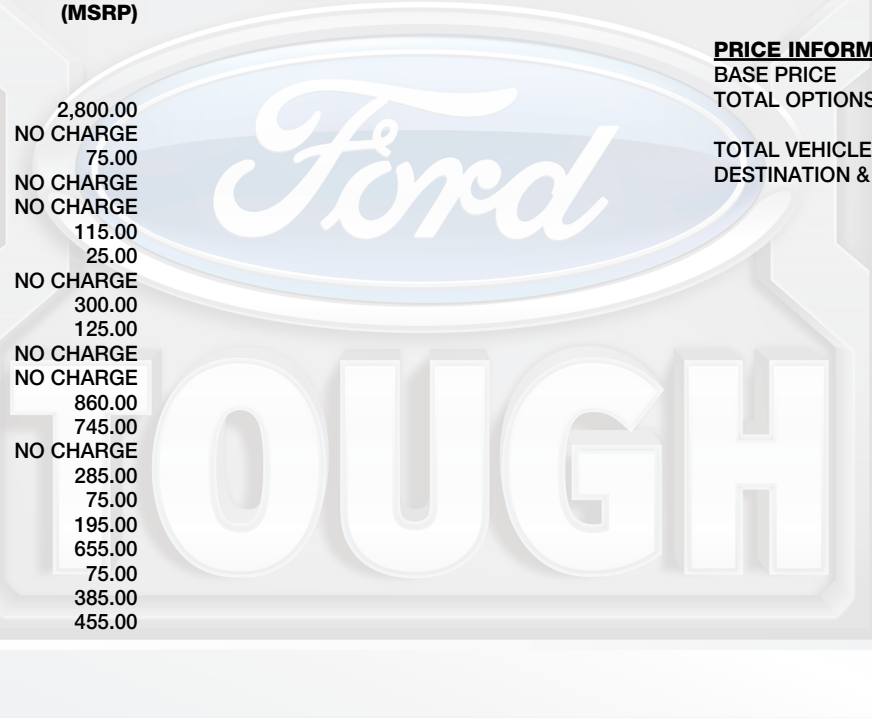 (MSRP)
2,800.00
NO CHARGE
75.00
NO CHARGE
NO CHARGE
115.00
25.00
NO CHARGE
300.00
125.00
NO CHARGE
NO CHARGE
860.00
745.00
NO CHARGE
285.00
75.00
195.00
655.00
75.00
385.00
455.00
PRICE INFORM
BASE PRICE
TOTAL OPTIONS
TOTAL VEHICLE
DESTINATION &
Ford
TOUGH